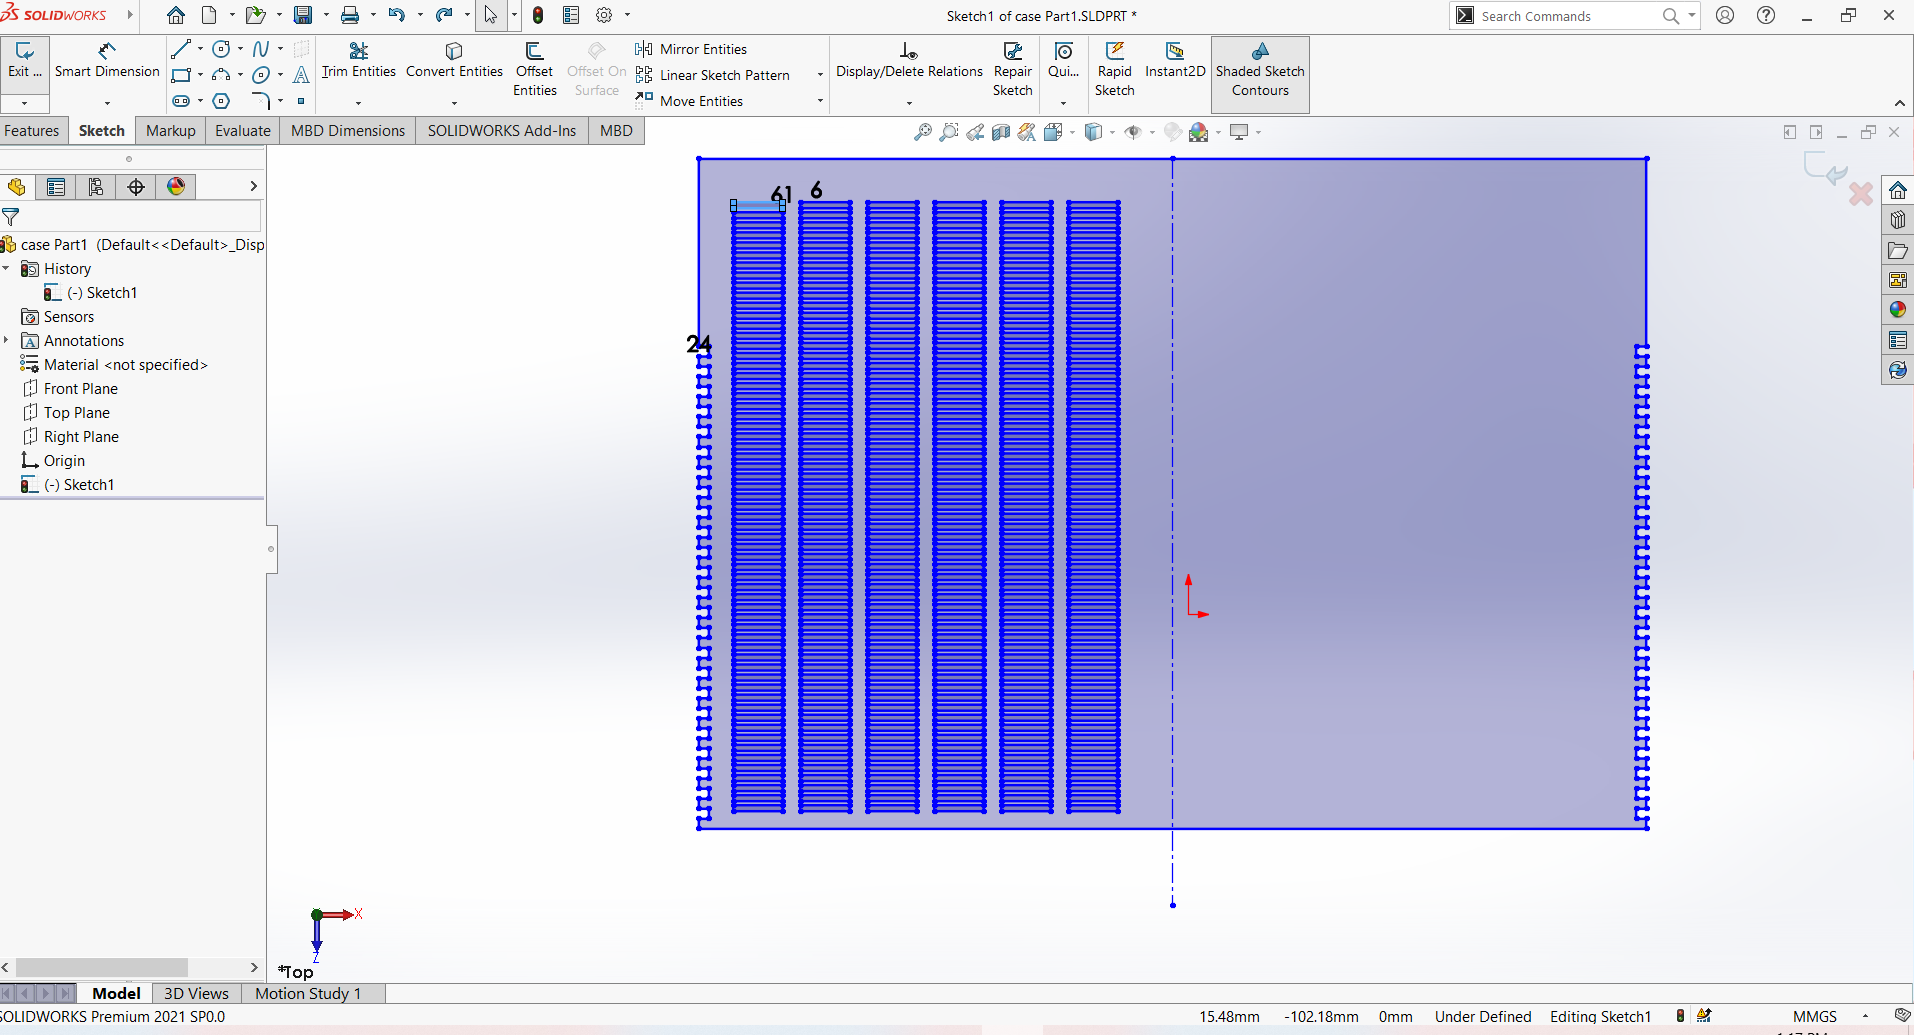 SOLIDWORKS
Sketch1 of case Part1.SLDPRT *
Search Commands
Exit ...
Smart Dimension
Trim Entities
Convert Entities
Offset
Entities
Offset On
Surface
Mirror Entities
Linear Sketch Pattern
Move Entities
Display/Delete Relations
Repair
Sketch
Qui...
Rapid
Sketch
Instant2D
Shaded Sketch
Contours
Features
Sketch
Markup
Evaluate
MBD Dimensions
SOLIDWORKS Add-Ins
MBD
case Part1 (Default<<Default>_Disp
History
(-) Sketch1
Sensors
Annotations
Material <not specified>
Front Plane
Top Plane
Right Plane
Origin
(-) Sketch1
61
6
24
X
Z
*Top
Model
3D Views
Motion Study 1
SOLIDWORKS Premium 2021 SP0.0
15.48mm
-102.18mm
0mm
Under Defined
Editing Sketch1
MMGS